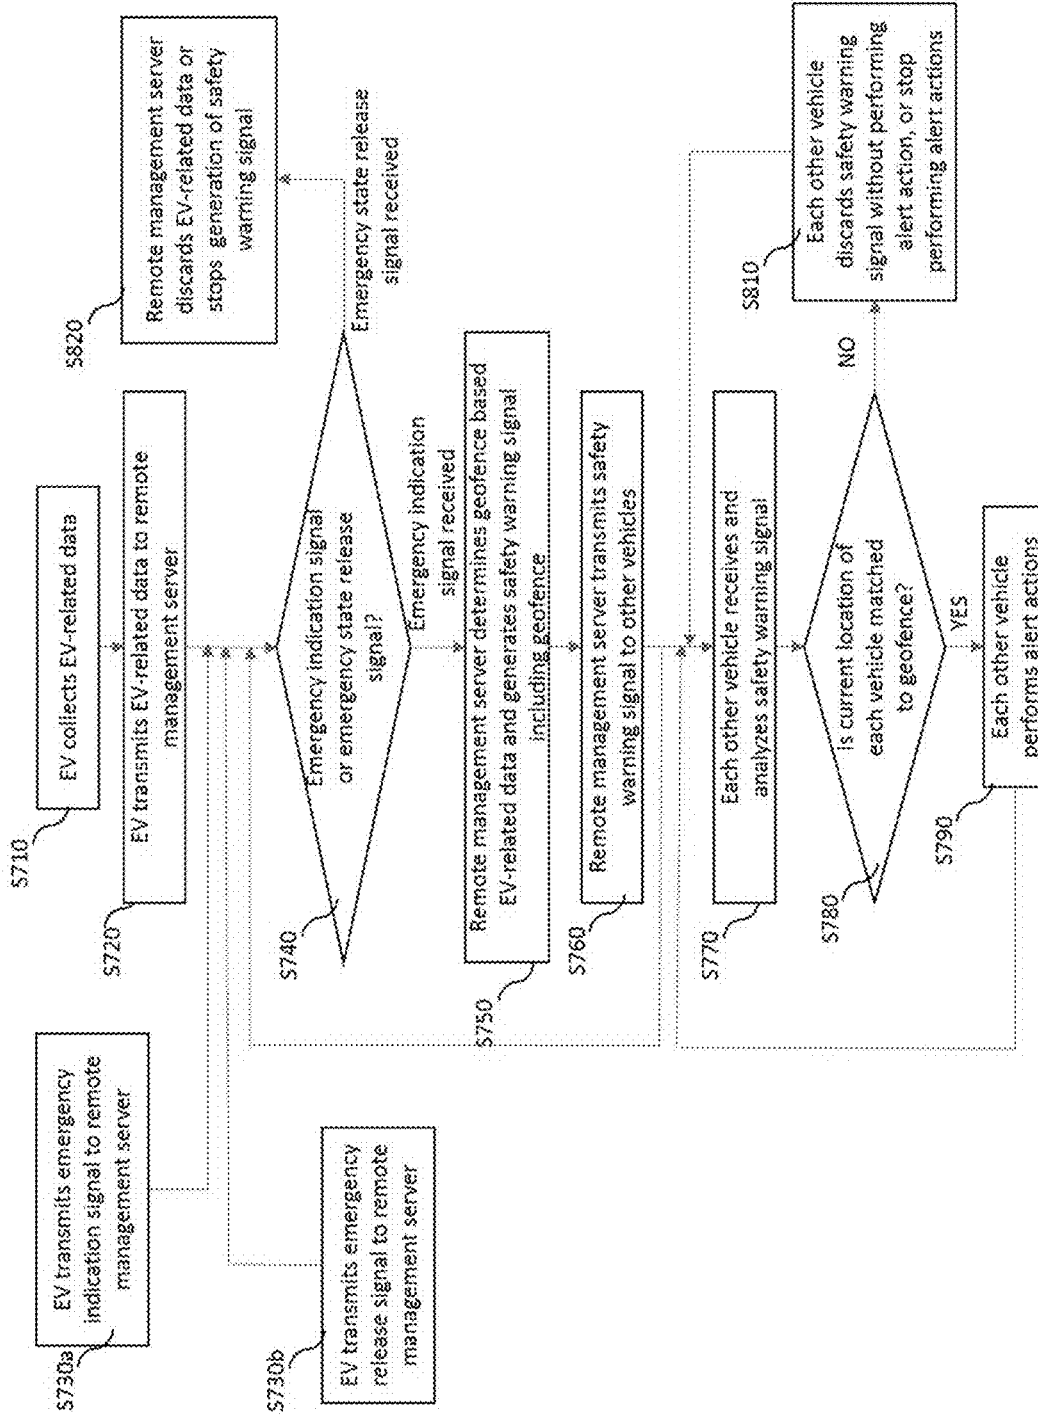 S710
EV collects EV-related data
S720
EV transmits EV-related data to remote
management server
S730a
EV transmits emergency
indication signal to remote
management server
S730b
EV transmits emergency
release signal to remote
management server
S740
Emergency indication signal
or emergency state release
signal?
Emergency state release
signal received
S820
Remote management server
discards EV-related data or
stops generation of safety
warning signal
Emergency indication
signal received
S750
Remote management server determines geofence based
EV-related data and generates safety warning signal
including geofence
S760
Remote management server transmits safety
warning signal to other vehicles
S770
Each other vehicle receives and
analyzes safety warning signal
S780
Is current location of
each vehicle matched
to geofence?
NO
S810
Each other vehicle
discards safety warning
signal without performing
alert action, or stop
performing alert actions
YES
S790
Each other vehicle
performs alert actions